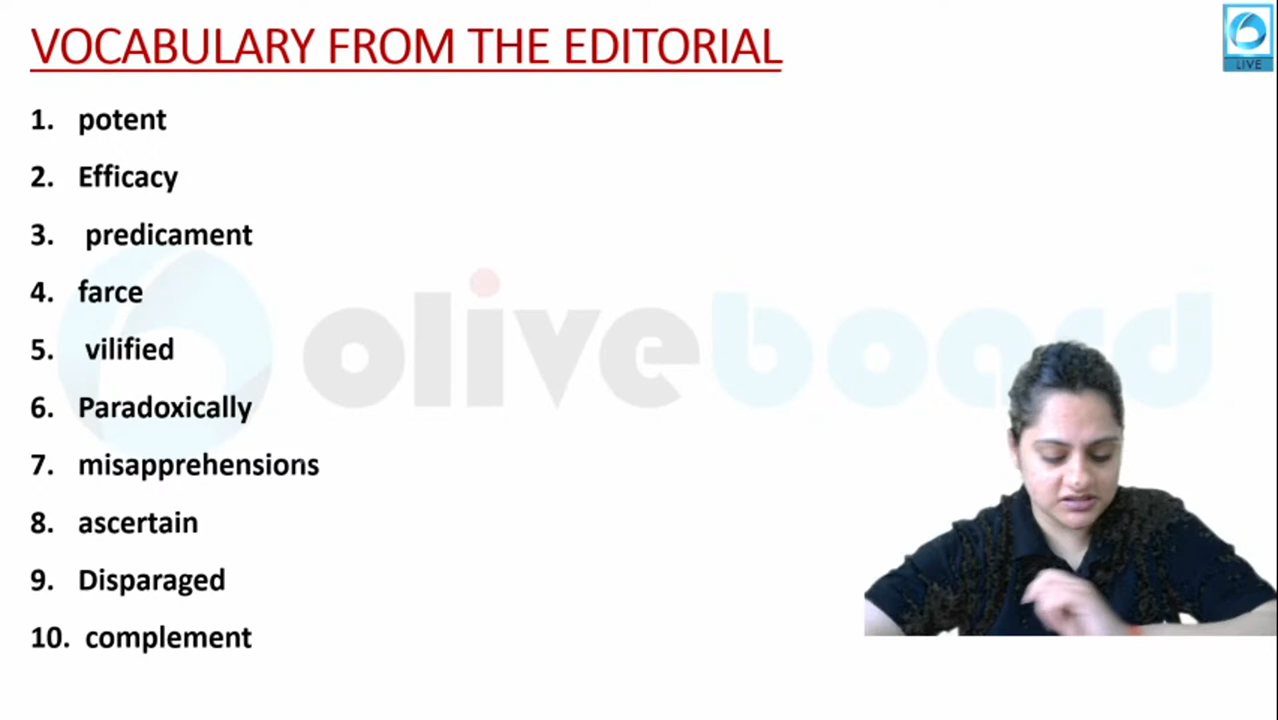 VOCABULARY FROM THE EDITORIAL
LIVE
1. potent
2. Efficacy
3. predicament
4. farce
5. vilified
6. Paradoxically
7. misapprehensions
8. ascertain
9. Disparaged
10. complement
oliveboard